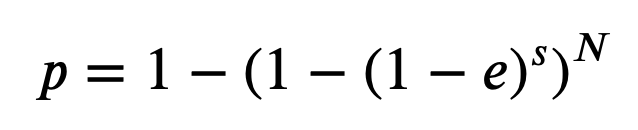 p = 1 − (1 − (1 − e)^s)^N